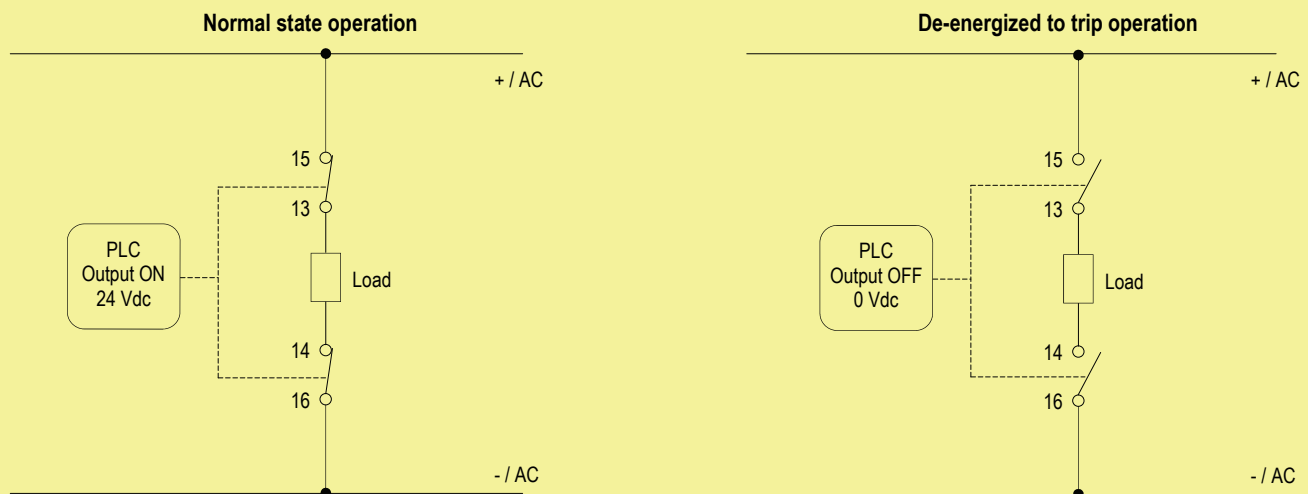 Normal state operation
+ / AC
15
13
PLC
Output ON
24 Vdc
Load
14
16
- / AC
De-energized to trip operation
+ / AC
15
13
PLC
Output OFF
0 Vdc
Load
14
16
- / AC